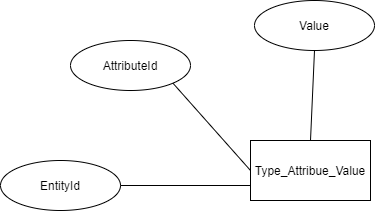 Value
AttributeId
Type_Attribue_Value
EntityId